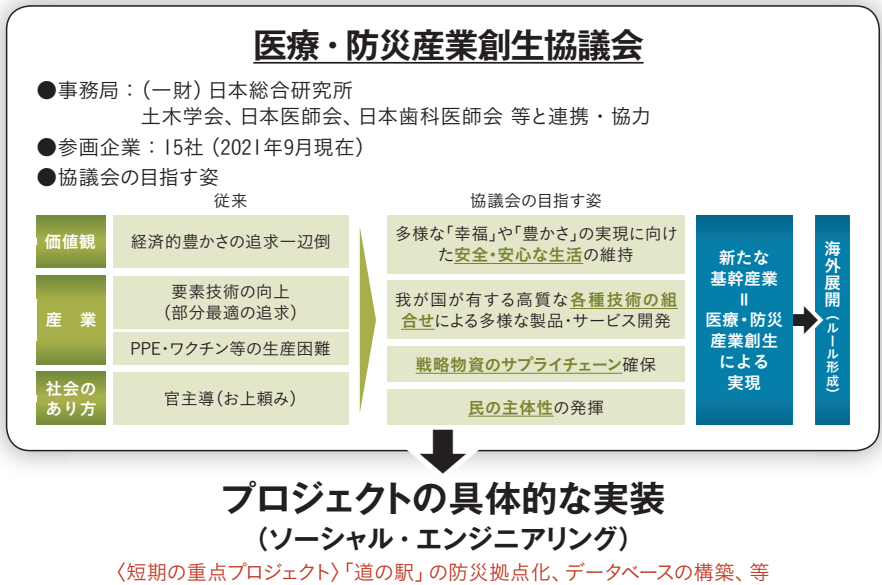 医療・防災産業創生協議会
●事務局：（一財）日本総合研究所
土木学会、日本医師会、日本歯科医師会 等と連携・協力
●参画企業：15社（2021年9月現在）
●協議会の目指す姿
従来
協議会の目指す姿
価値観
経済的豊かさの追求一辺倒
多様な「幸福」や「豊かさ」の実現に向け
た安全・安心な生活の維持
産業
要素技術の向上
（部分最適の追求）
我が国が有する高質な各種技術の組
合せによる多様な製品・サービス開発
PPE・ワクチン等の生産困難
戦略物資のサプライチェーン確保
社会の
あり方
官主導（お上頼み）
民の主体性の発揮
新たな
基幹産業
＝
医療・防災
産業創生
による
実現
海外展開（ルール形成）
プロジェクトの具体的な実装
（ソーシャル・エンジニアリング）
〈短期の重点プロジェクト〉「道の駅」の防災拠点化、データベースの構築、等